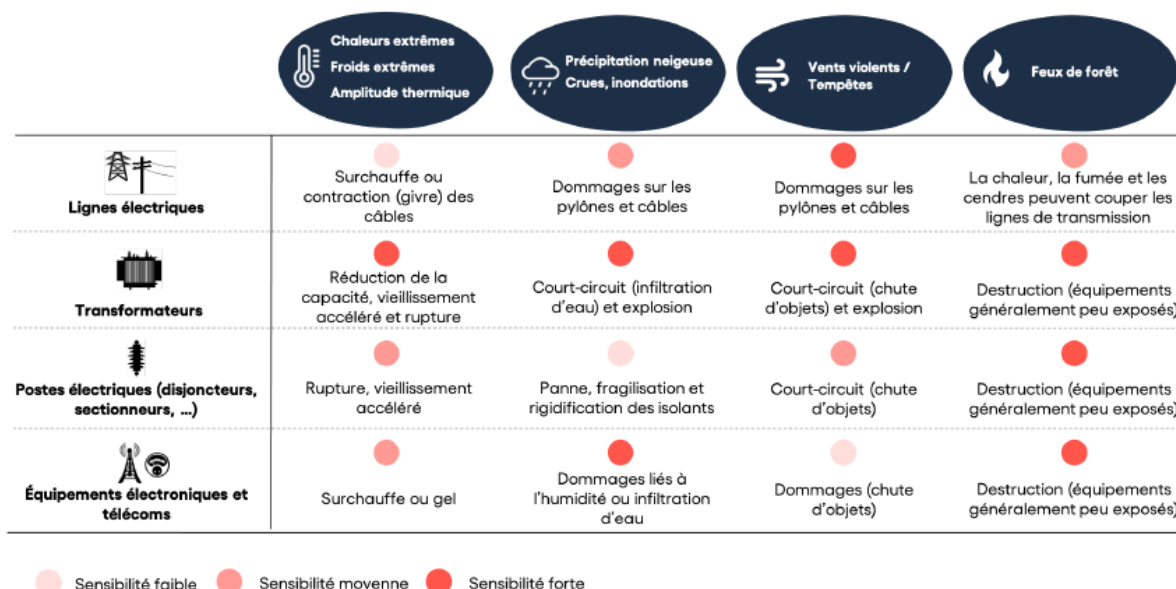 Chaleurs extrêmes
Froids extrêmes
Amplitude thermique
Précipitation neigeuse
Crues, inondations
Vents violents /
Tempêtes
Feux de forêt
Lignes électriques
Surchauffe ou
contraction (givre) des
câbles
Dommages sur les
pylônes et câbles
Dommages sur les
pylônes et câbles
La chaleur, la fumée et les
cendres peuvent couper les
lignes de transmission
Transformateurs
Réduction de la
capacité, vieillissement
accéléré et rupture
Court-circuit (infiltration
d'eau) et explosion
Court-circuit (chute
d'objets) et explosion
Destruction (équipements
généralement peu exposés)
Postes électriques (disjoncteurs,
sectionneurs, ...)
Rupture, vieillissement
accéléré
Panne, fragilisation et
rigidification des isolants
Court-circuit (chute
d'objets)
Destruction (équipements
généralement peu exposés)
Équipements électroniques et
télécoms
Surchauffe ou gel
Dommages liés à
l'humidité ou infiltration
d'eau
Dommages (chute
d'objets)
Destruction (équipements
généralement peu exposés)
Sensibilité faible
Sensibilité moyenne
Sensibilité forte